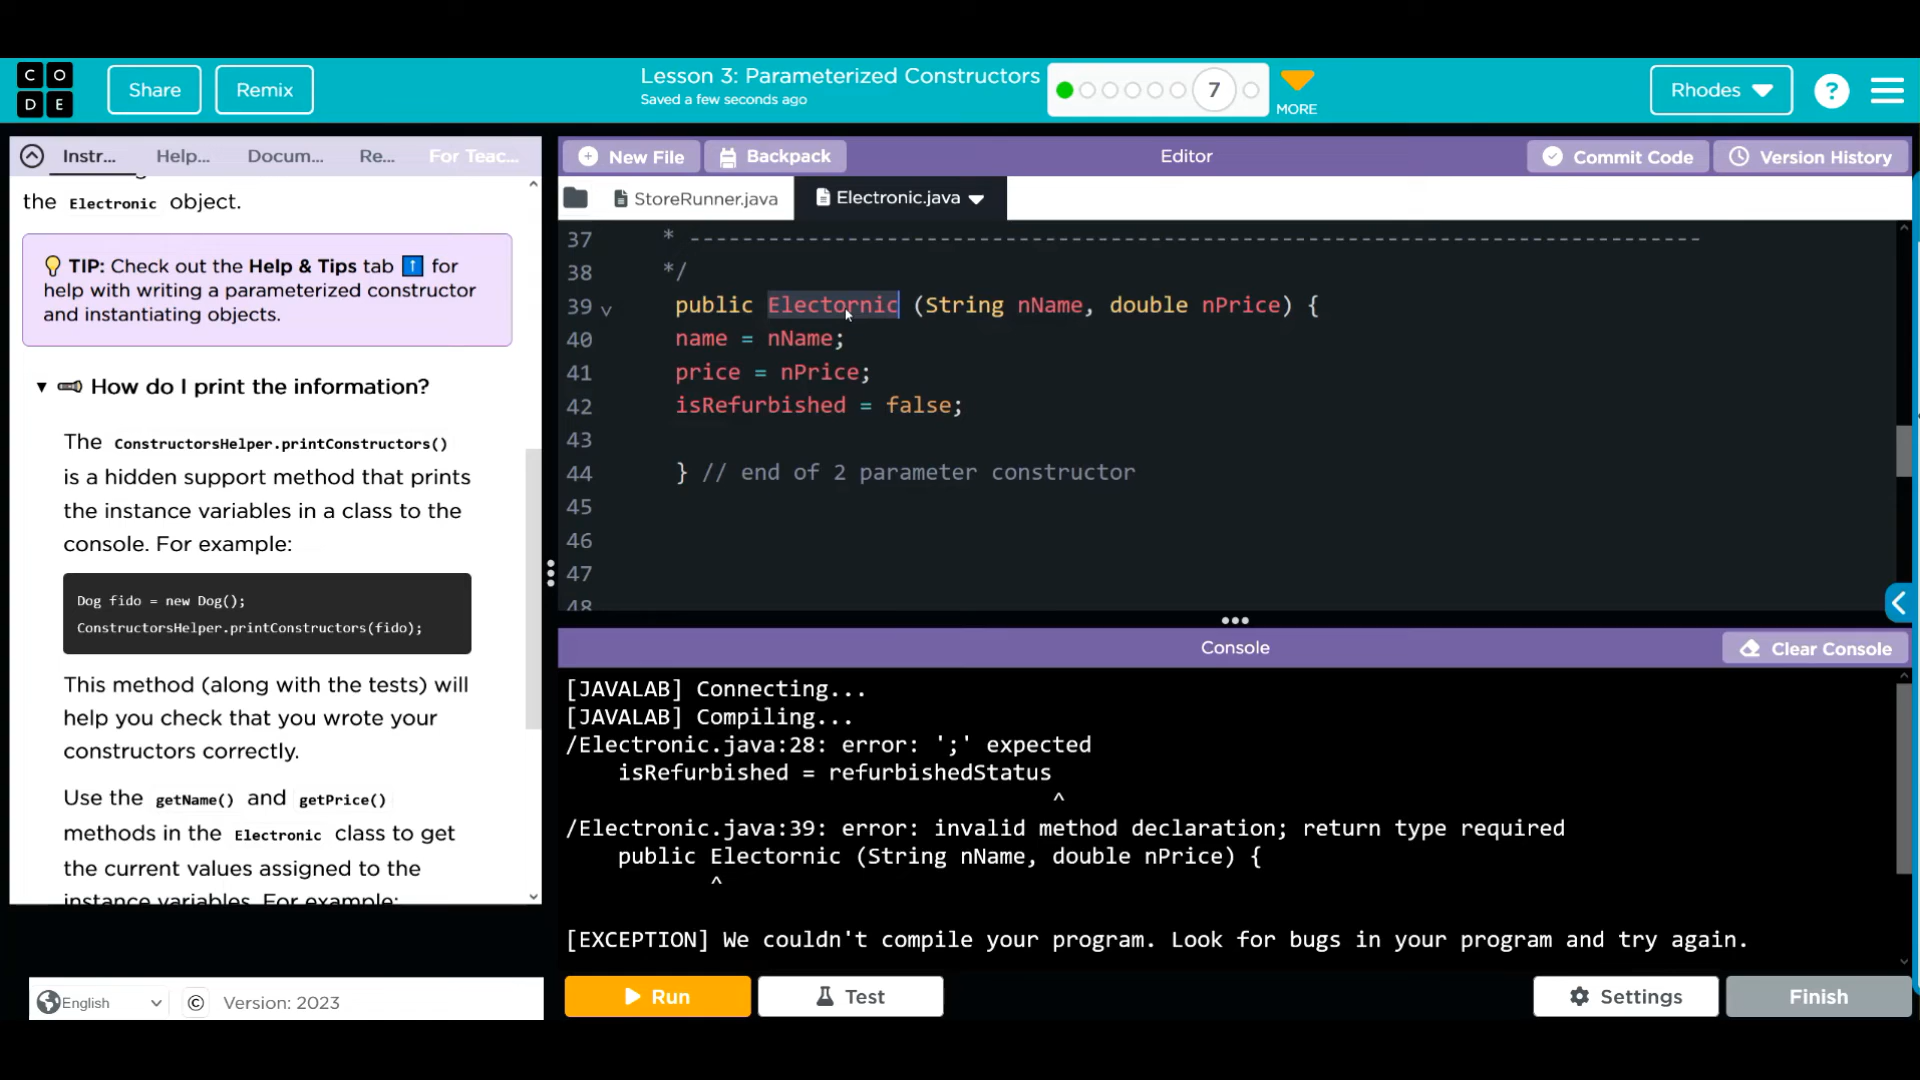 CODE
Share
Remix
Lesson 3: Parameterized Constructors
Saved a few seconds ago
7
MORE
Rhodes
?
Instr...
Help...
Docum...
Re...
For Teac...
the Electronic object.
TIP: Check out the Help & Tips tab ↑ for
help with writing a parameterized constructor
and instantiating objects.
How do I print the information?
The ConstructorsHelper.printConstructors()
is a hidden support method that prints
the instance variables in a class to the
console. For example:
Dog fido = new Dog();
ConstructorsHelper.printConstructors(fido);
This method (along with the tests) will
help you check that you wrote your
constructors correctly.
Use the getName() and getPrice()
methods in the Electronic class to get
the current values assigned to the
instance variables. For example:
English
© Version: 2023
New File
Backpack
Editor
Commit Code
Version History
StoreRunner.java
Electronic.java
37 * -----------------------------------------------------------------------------
38 */
39 public Electornic (String nName, double nPrice) {
40 name = nName;
41 price = nPrice;
42 isRefurbished = false;
43
44 } // end of 2 parameter constructor
45
46
47
48
Console
Clear Console
[JAVALAB] Connecting...
[JAVALAB] Compiling...
/Electronic.java:28: error: ';' expected
isRefurbished = refurbishedStatus
^
/Electronic.java:39: error: invalid method declaration; return type required
public Electornic (String nName, double nPrice) {
^
[EXCEPTION] We couldn't compile your program. Look for bugs in your program and try again.
Run
Test
Settings
Finish